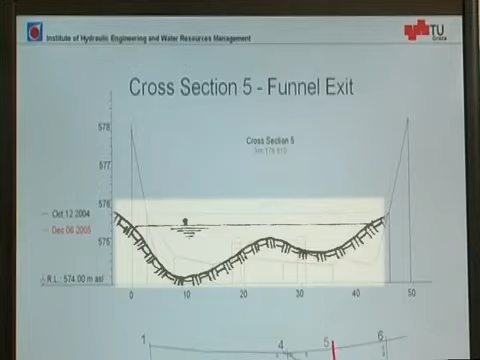 Institute of Hydraulic Engineering and Water Resources Management
TU
Graz
Cross Section 5 - Funnel Exit
Cross Section 5
578
577
576
Oct 12 2004
Dec 06 2005
575
R.L.: 574.00 m asl
0 10 20 30 40 50
1 4 5 6